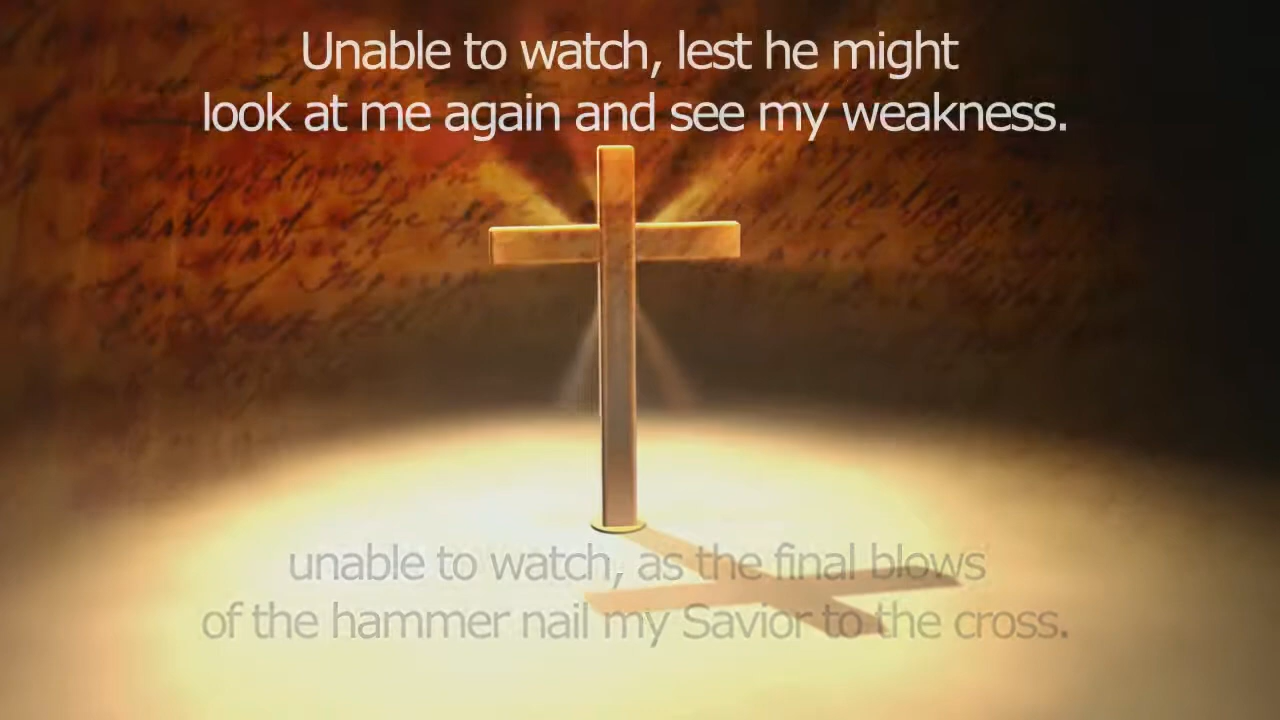 Unable to watch, lest he might
look at me again and see my weakness.
unable to watch, as the final blows
of the hammer nail my Savior to the cross.